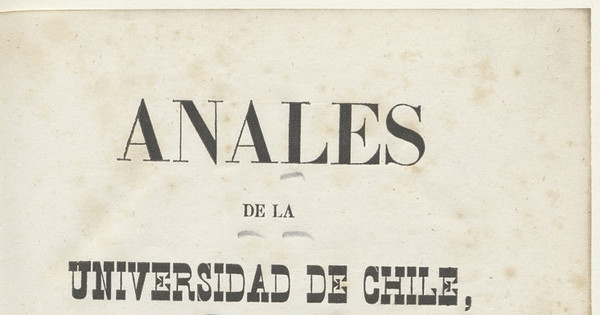 ANALES
DE LA
UNIVERSIDAD DE CHILE,